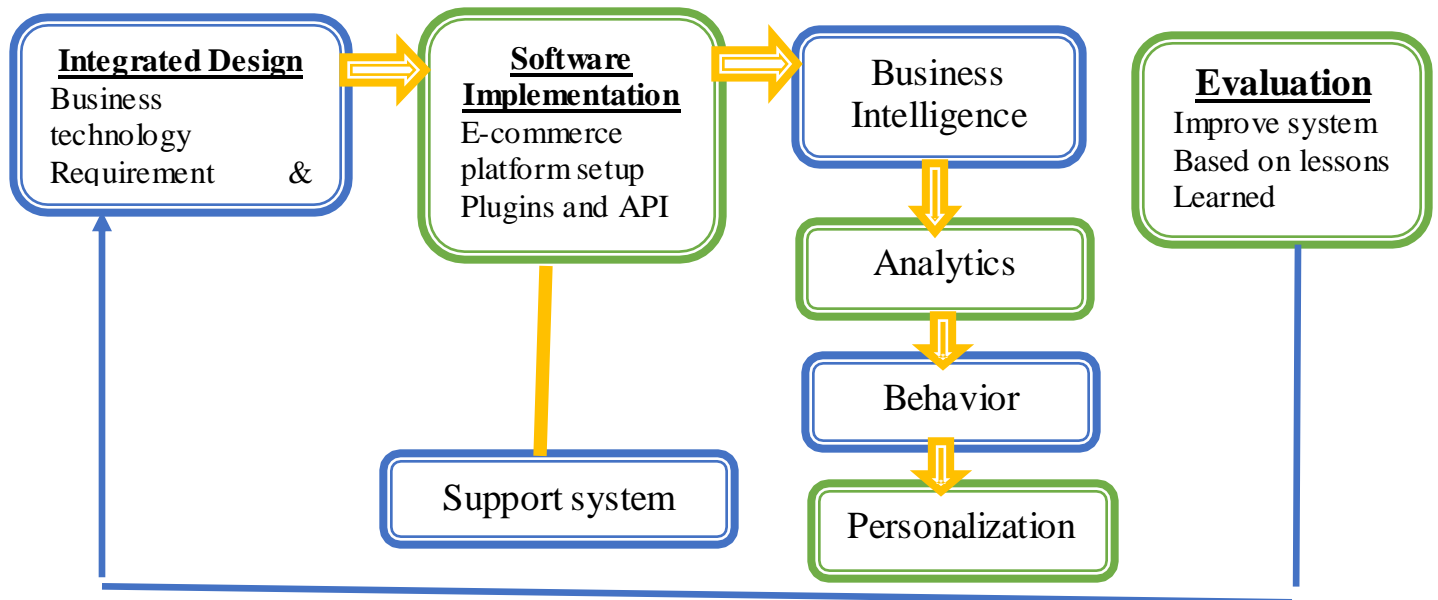 Integrated Design
Business
technology
Requirement &
Software
Implementation
E-commerce
platform setup
Plugins and API
Business
Intelligence
Evaluation
Improve system
Based on lessons
Learned
Analytics
Behavior
Support system
Personalization